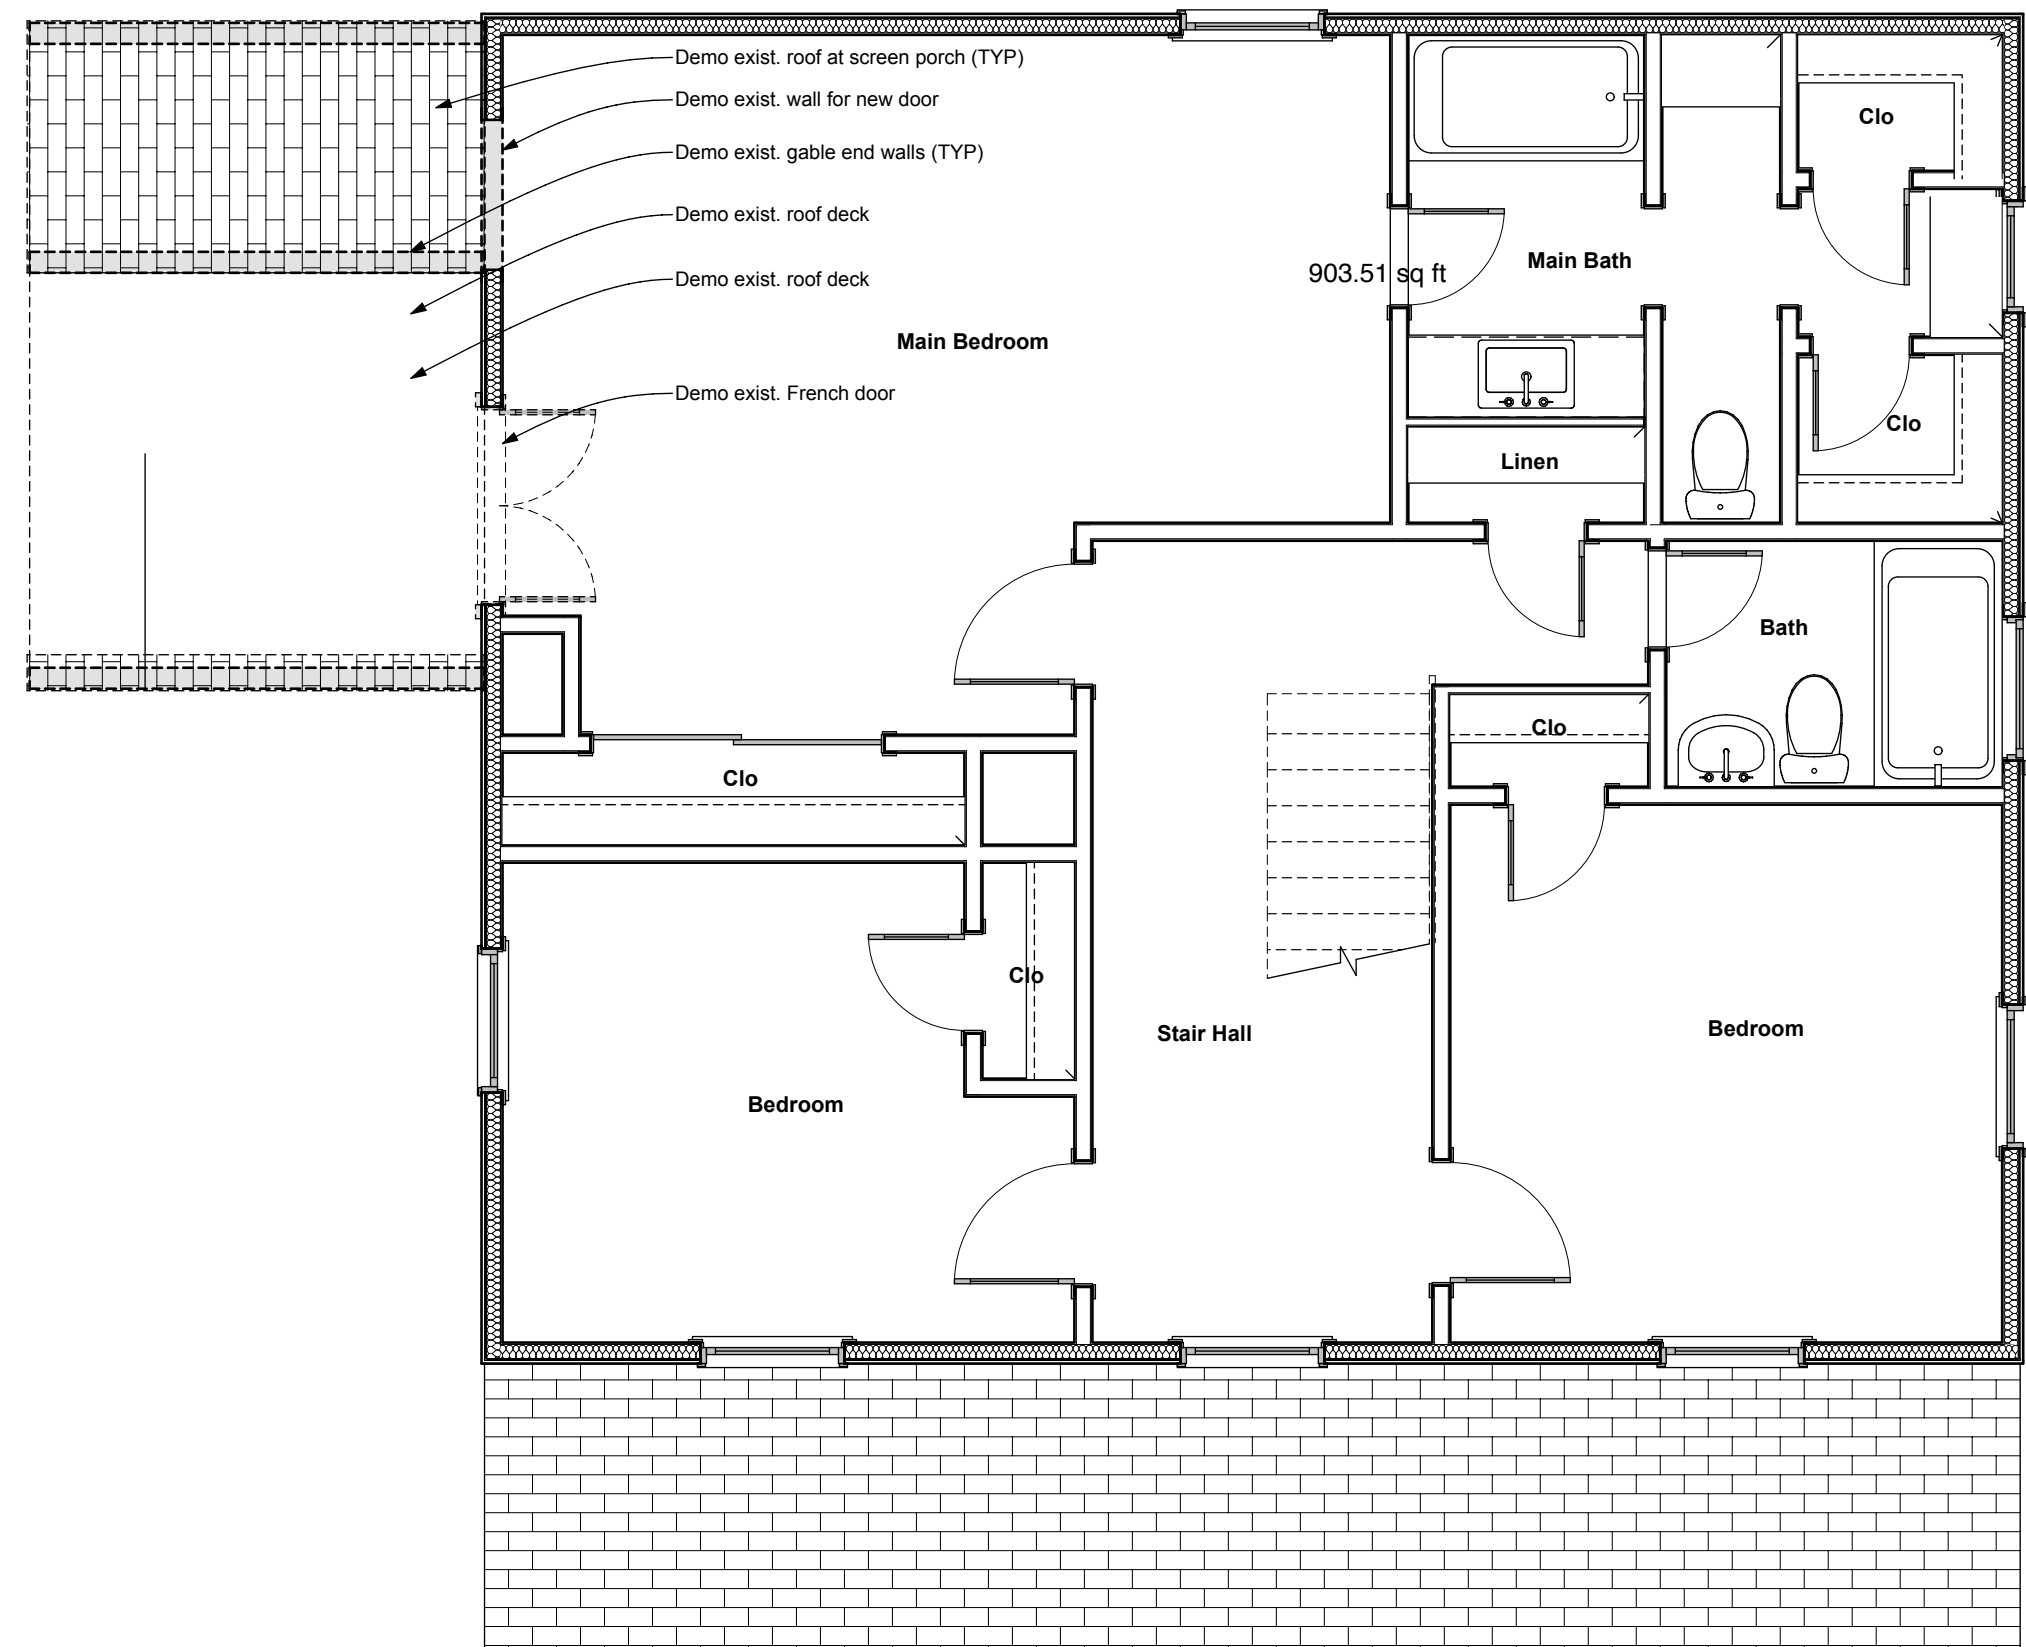 Demo exist. roof at screen porch (TYP)
Demo exist. wall for new door
Demo exist. gable end walls (TYP)
Demo exist. roof deck
Demo exist. roof deck
Demo exist. French door
Clo
Main Bath
903.51 sq ft
Main Bedroom
Clo
Linen
Bath
Clo
Clo
Clo
Stair Hall
Bedroom
Bedroom